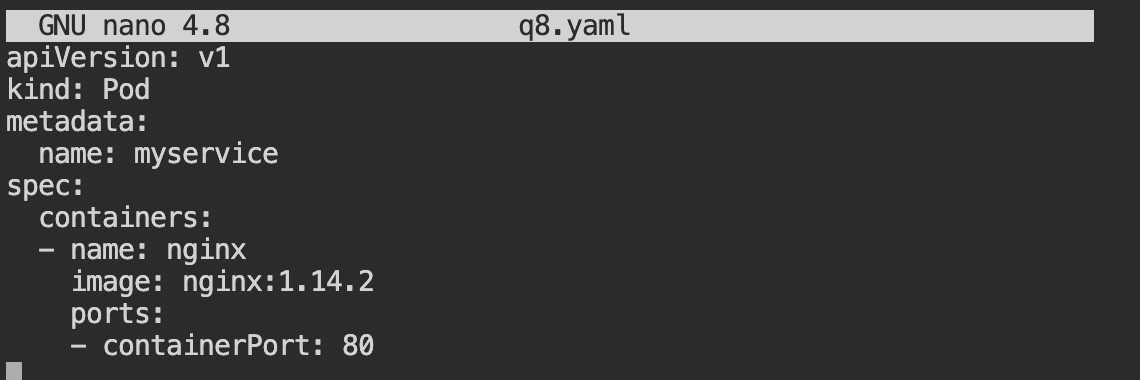 GNU nano 4.8 q8.yaml
apiVersion: v1
kind: Pod
metadata:
  name: myservice
spec:
  containers:
  - name: nginx
    image: nginx:1.14.2
    ports:
    - containerPort: 80